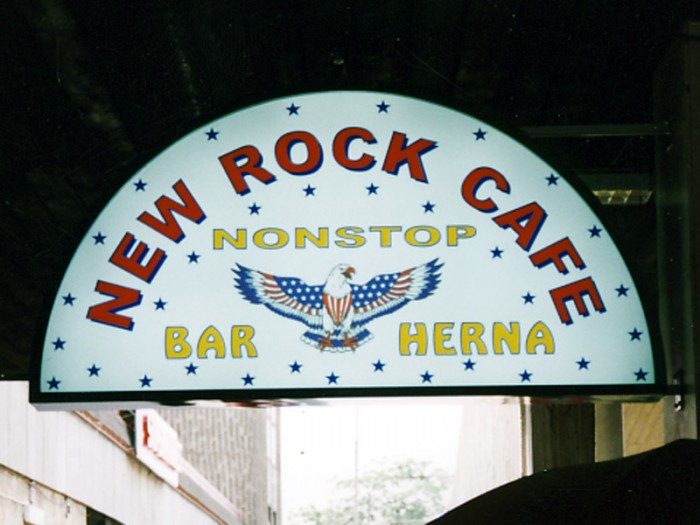 NEW ROCK CAFE
NONSTOP
BAR HERNA